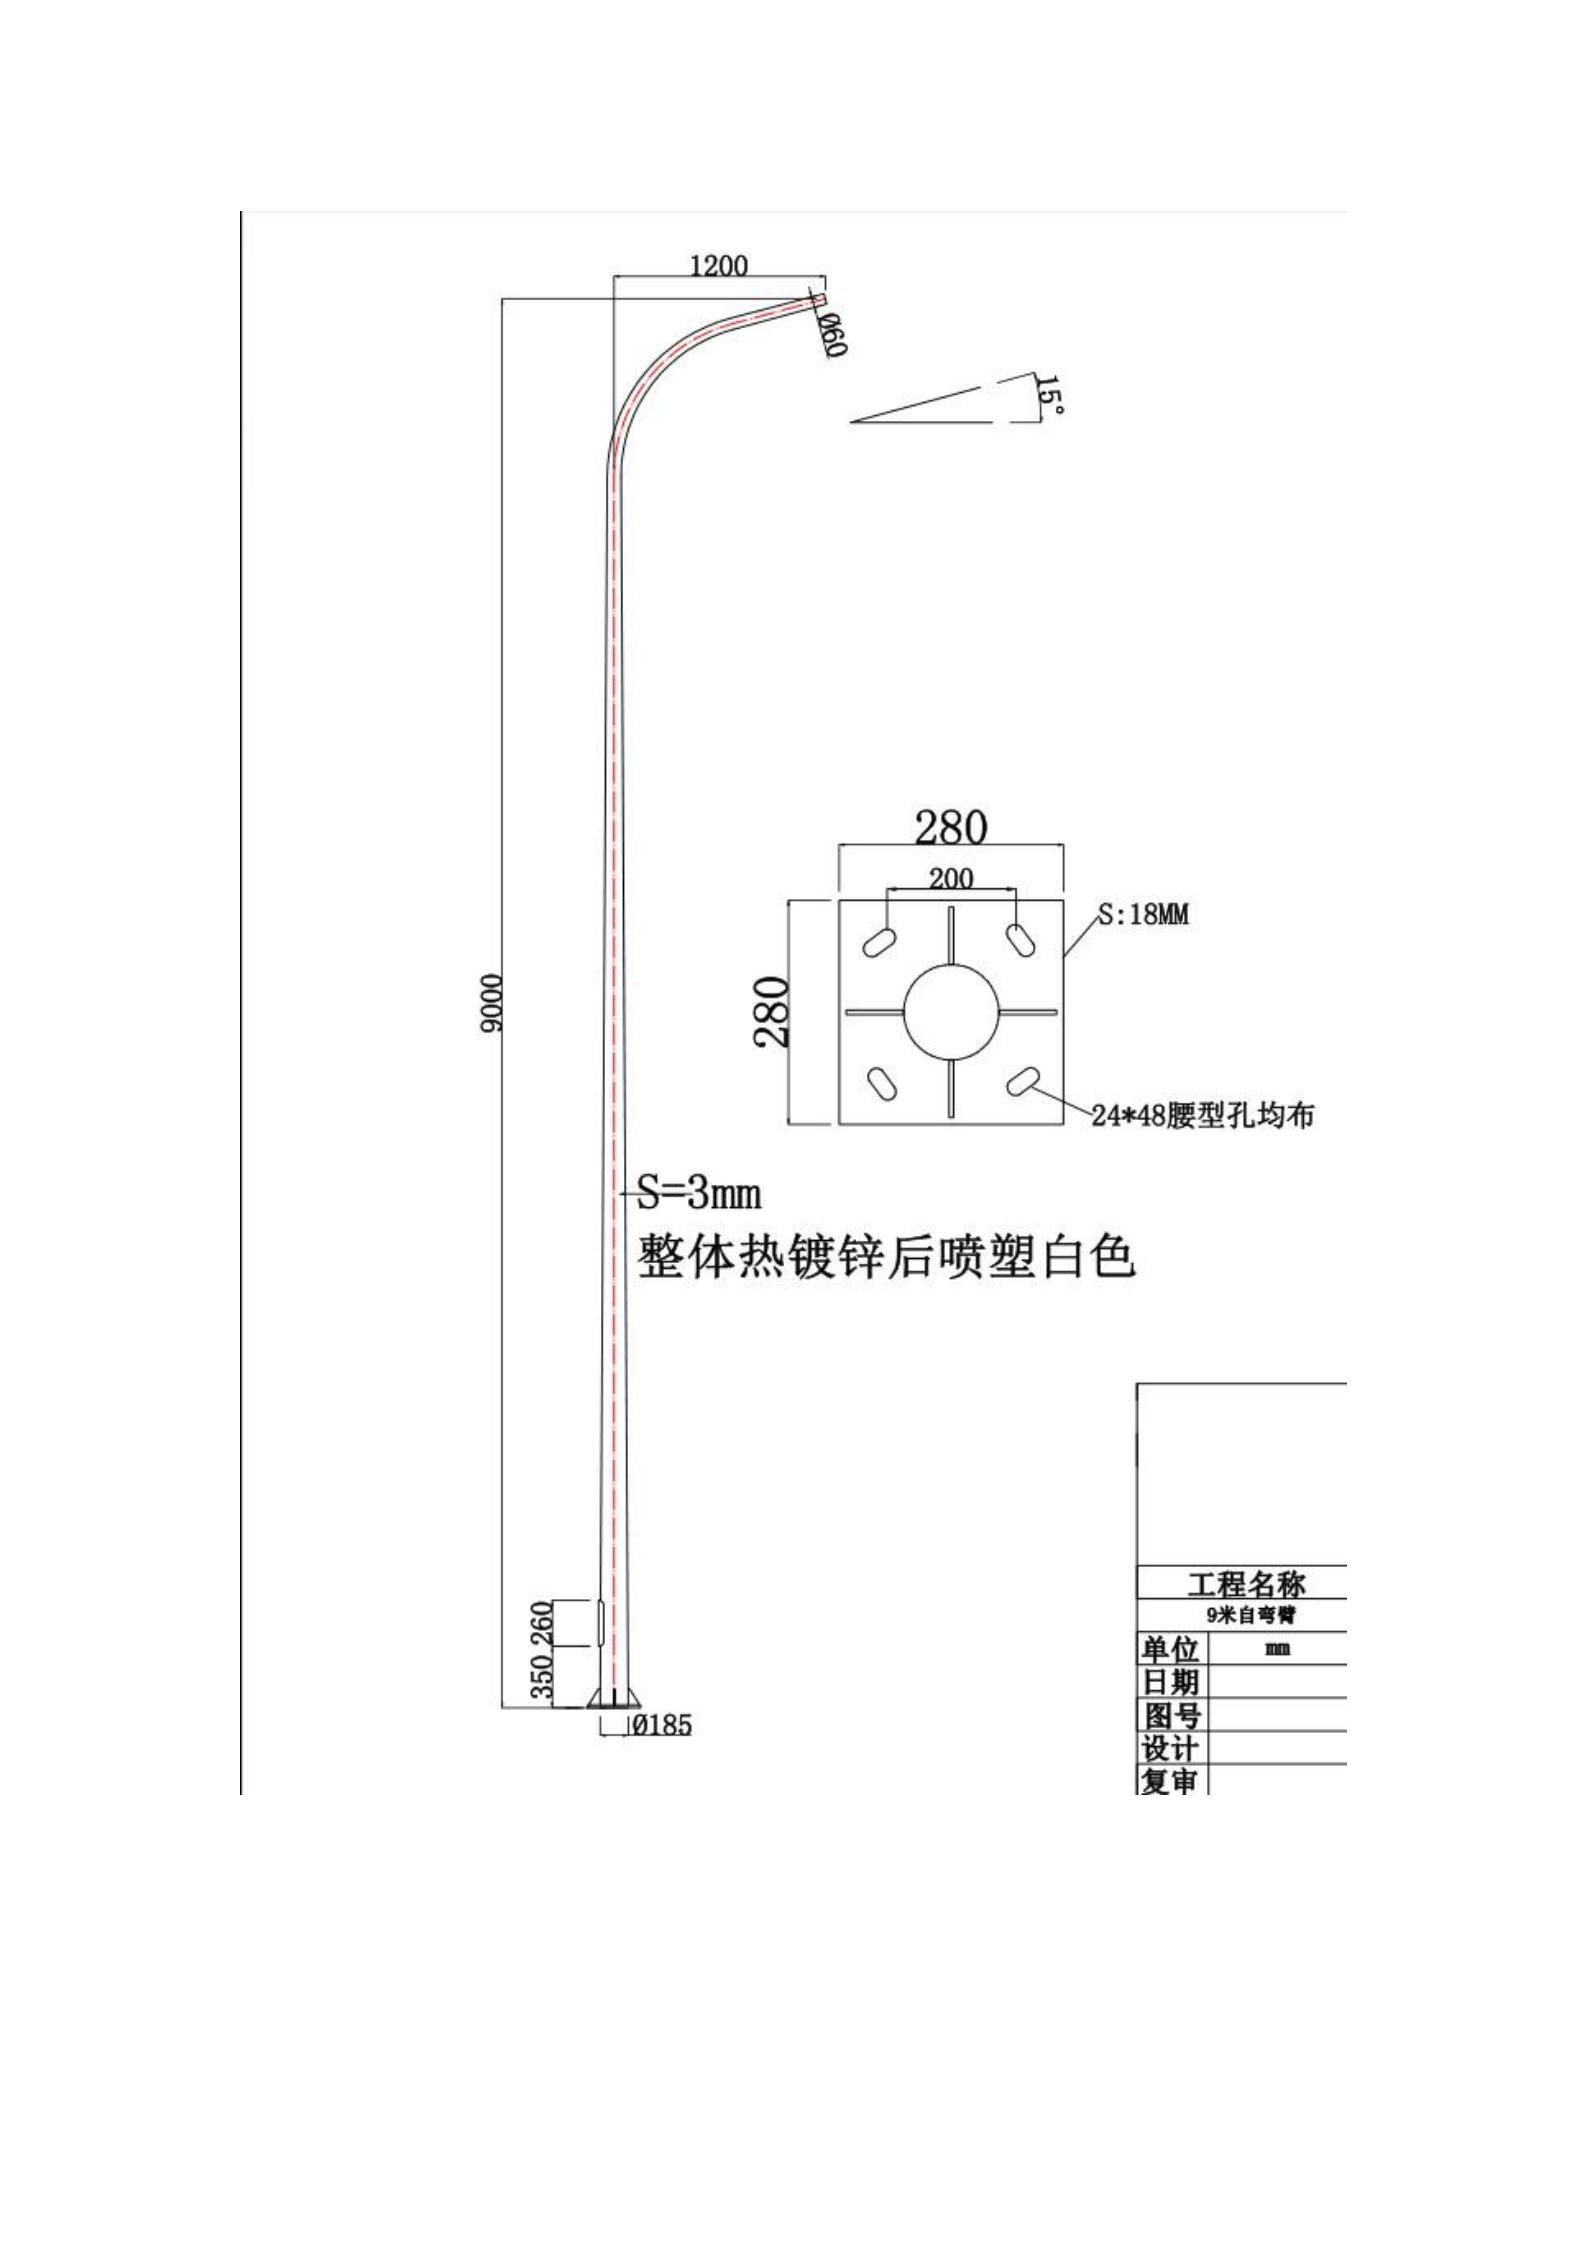 1200
Ø60
15°
9000
280
200
S:18MM
280
24*48腰型孔均布
S=3mm
整体热镀锌后喷塑白色
260
350
Ø185
工程名称
9米自弯臂
单位 mm
日期
图号
设计
复审